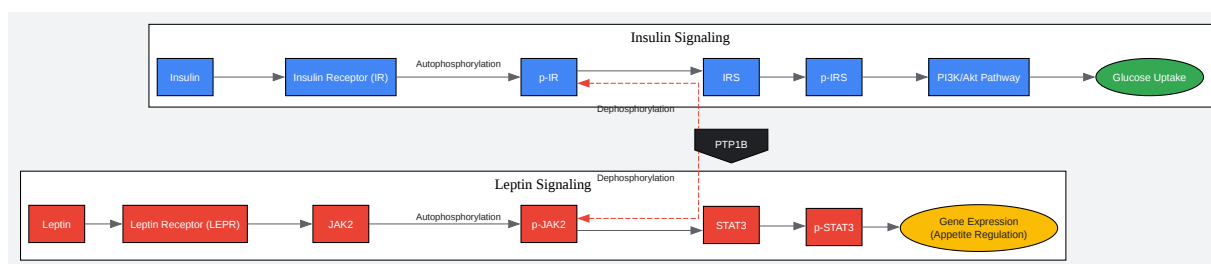 Insulin Signaling
Insulin
Insulin Receptor (IR)
Autophosphorylation
p-IR
IRS
p-IRS
PI3K/Akt Pathway
Glucose Uptake
Dephosphorylation
PTP1B
Dephosphorylation
Leptin Signaling
Leptin
Leptin Receptor (LEPR)
JAK2
Autophosphorylation
p-JAK2
STAT3
p-STAT3
Gene Expression
(Appetite Regulation)